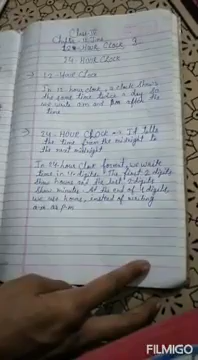 Class-III
Chapter-11 Time
12-Hour Clock
24 Hour Clock
12 Hour Clock
In 12 hour clock, a clock shows
the same time twice a day. So
we write a.m and P.m after the
time
24-HOUR CLOCK → It tells
the time from the midnight to
the next midnight
In 24-hour Clock format, we write
time in 4-digits. The first 2 digits
show hours and the last 2 digits
show minutes. At the end of 4 digits
we use hours, instead of writing
a.m or p.m
FILMIGO